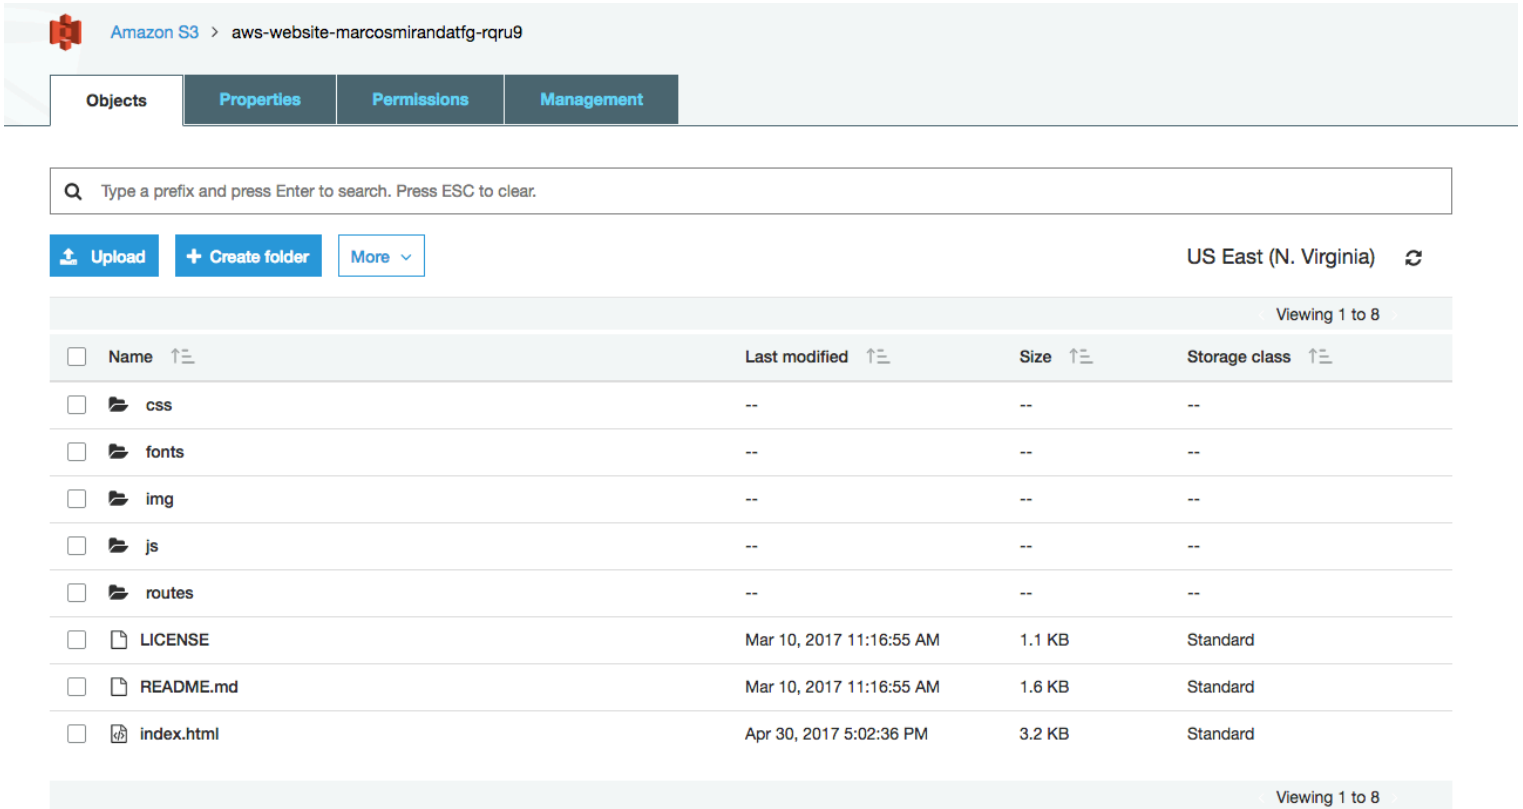 Amazon S3 > aws-website-marcosmirandatfg-rqru9
Objects Properties Permissions Management
Type a prefix and press Enter to search. Press ESC to clear.
Upload + Create folder More US East (N. Virginia)
Viewing 1 to 8
Name Last modified Size Storage class
css -- -- --
fonts -- -- --
img -- -- --
js -- -- --
routes -- -- --
LICENSE Mar 10, 2017 11:16:55 AM 1.1 KB Standard
README.md Mar 10, 2017 11:16:55 AM 1.6 KB Standard
index.html Apr 30, 2017 5:02:36 PM 3.2 KB Standard
Viewing 1 to 8